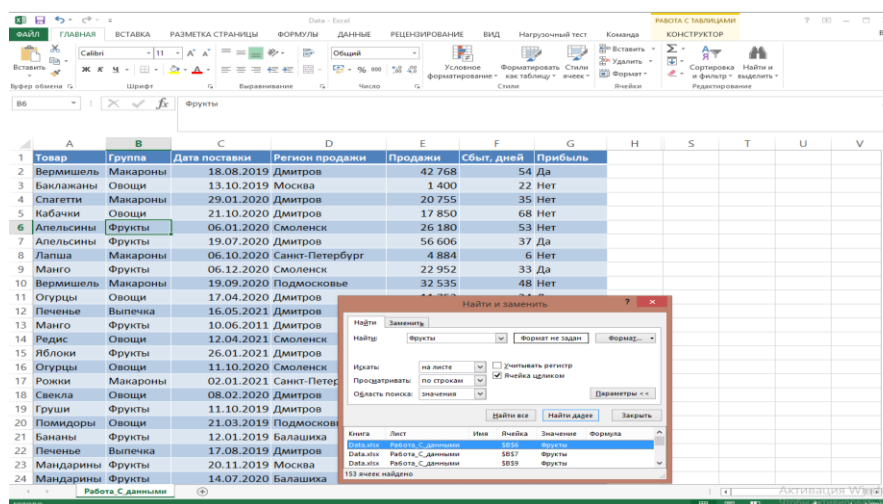 Data - Excel
РАБОТА С ТАБЛИЦАМИ
ФАЙЛ ГЛАВНАЯ ВСТАВКА РАЗМЕТКА СТРАНИЦЫ ФОРМУЛЫ ДАННЫЕ РЕЦЕНЗИРОВАНИЕ ВИД Нагрузочный тест Команда КОНСТРУКТОР
Вставить
Calibri 11
Ж К Ч
Общий
% 000
Условное форматирование
Форматировать как таблицу
Стили ячеек
Вставить
Удалить
Формат
Сортировка и фильтр
Найти и выделить
Буфер обмена Шрифт Выравнивание Число Стили Ячейки Редактирование
B6 fx Фрукты
A B C D E F G H S T U V
1 Товар Группа Дата поставки Регион продажи Продажи Сбыт, дней Прибыль
2 Вермишель Макароны 18.08.2019 Дмитров 42 768 54 Да
3 Баклажаны Овощи 13.10.2019 Москва 1 400 22 Нет
4 Спагетти Макароны 29.01.2020 Дмитров 20 755 35 Нет
5 Кабачки Овощи 21.10.2020 Дмитров 17 850 68 Нет
6 Апельсины Фрукты 06.01.2020 Смоленск 26 180 53 Нет
7 Апельсины Фрукты 19.07.2020 Дмитров 56 606 37 Да
8 Лапша Макароны 06.10.2020 Санкт-Петербург 4 884 6 Нет
9 Манго Фрукты 06.12.2020 Смоленск 22 952 33 Да
10 Вермишель Макароны 19.09.2020 Подмосковье 32 535 48 Нет
11 Огурцы Овощи 17.04.2020 Дмитров
12 Печенье Выпечка 16.05.2021 Дмитров
13 Манго Фрукты 10.06.2011 Дмитров
14 Редис Овощи 12.04.2021 Смоленск
15 Яблоки Фрукты 26.01.2021 Дмитров
16 Огурцы Овощи 11.10.2020 Смоленск
17 Рожки Макароны 02.01.2021 Санкт-Петер
18 Свекла Овощи 08.02.2020 Дмитров
19 Груши Фрукты 11.10.2019 Дмитров
20 Помидоры Овощи 21.03.2019 Подмосков
21 Бананы Фрукты 12.01.2019 Балашиха
22 Печенье Выпечка 17.08.2019 Дмитров
23 Мандарины Фрукты 20.11.2019 Москва
24 Мандарины Фрукты 14.07.2020 Балашиха
Найти и заменить
Найти Заменить
Найти: Фрукты Формат не задан Формат...
Искать: на листе Учитывать регистр
Просматривать: по строкам Ячейка целиком
Область поиска: значения Параметры <<
Найти все Найти далее Закрыть
Книга Лист Имя Ячейка Значение Формула
Data.xlsx Работа_С_данными $B$6 Фрукты
Data.xlsx Работа_С_данными $B$7 Фрукты
Data.xlsx Работа_С_данными $B$9 Фрукты
153 ячеек найдено
Работа_С_данными
Активация Wind